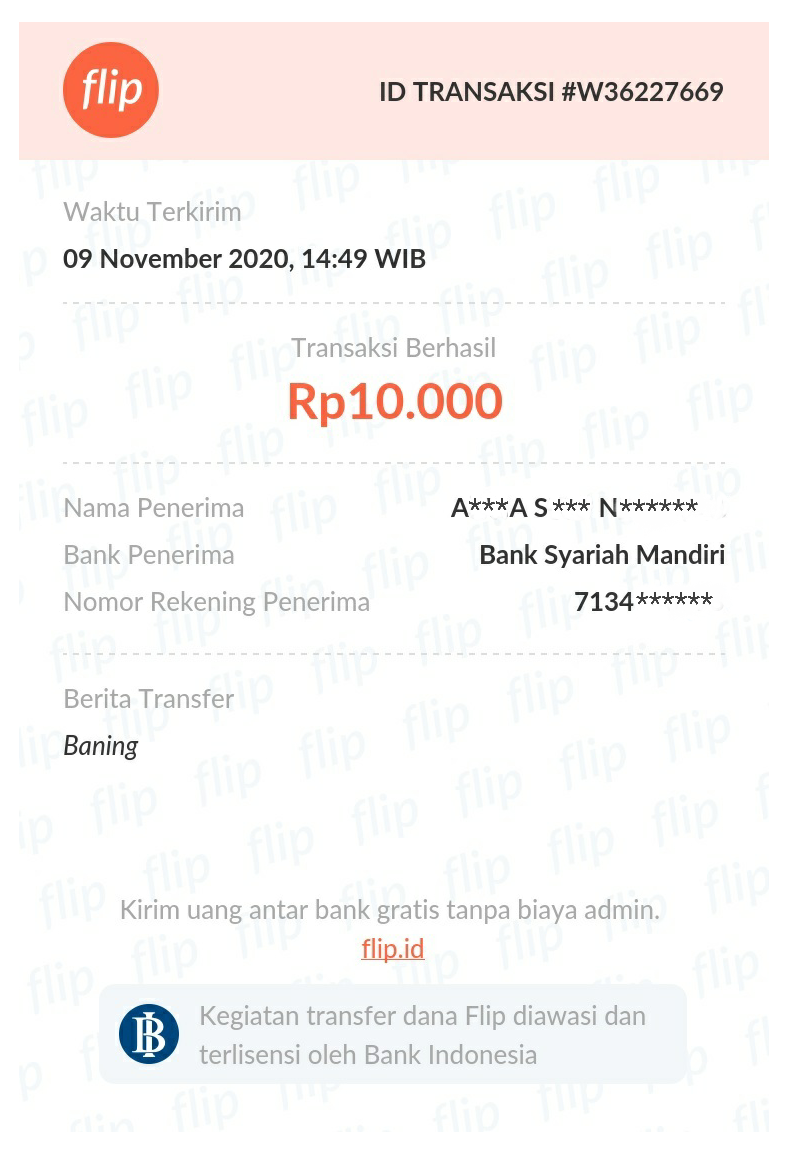 flip
ID TRANSAKSI #W36227669
Waktu Terkirim
09 November 2020, 14:49 WIB
Transaksi Berhasil
Rp10.000
Nama Penerima A***A S*** N******
Bank Penerima Bank Syariah Mandiri
Nomor Rekening Penerima 7134******
Berita Transfer
Baning
Kirim uang antar bank gratis tanpa biaya admin.
flip.id
Kegiatan transfer dana Flip diawasi dan
terlisensi oleh Bank Indonesia